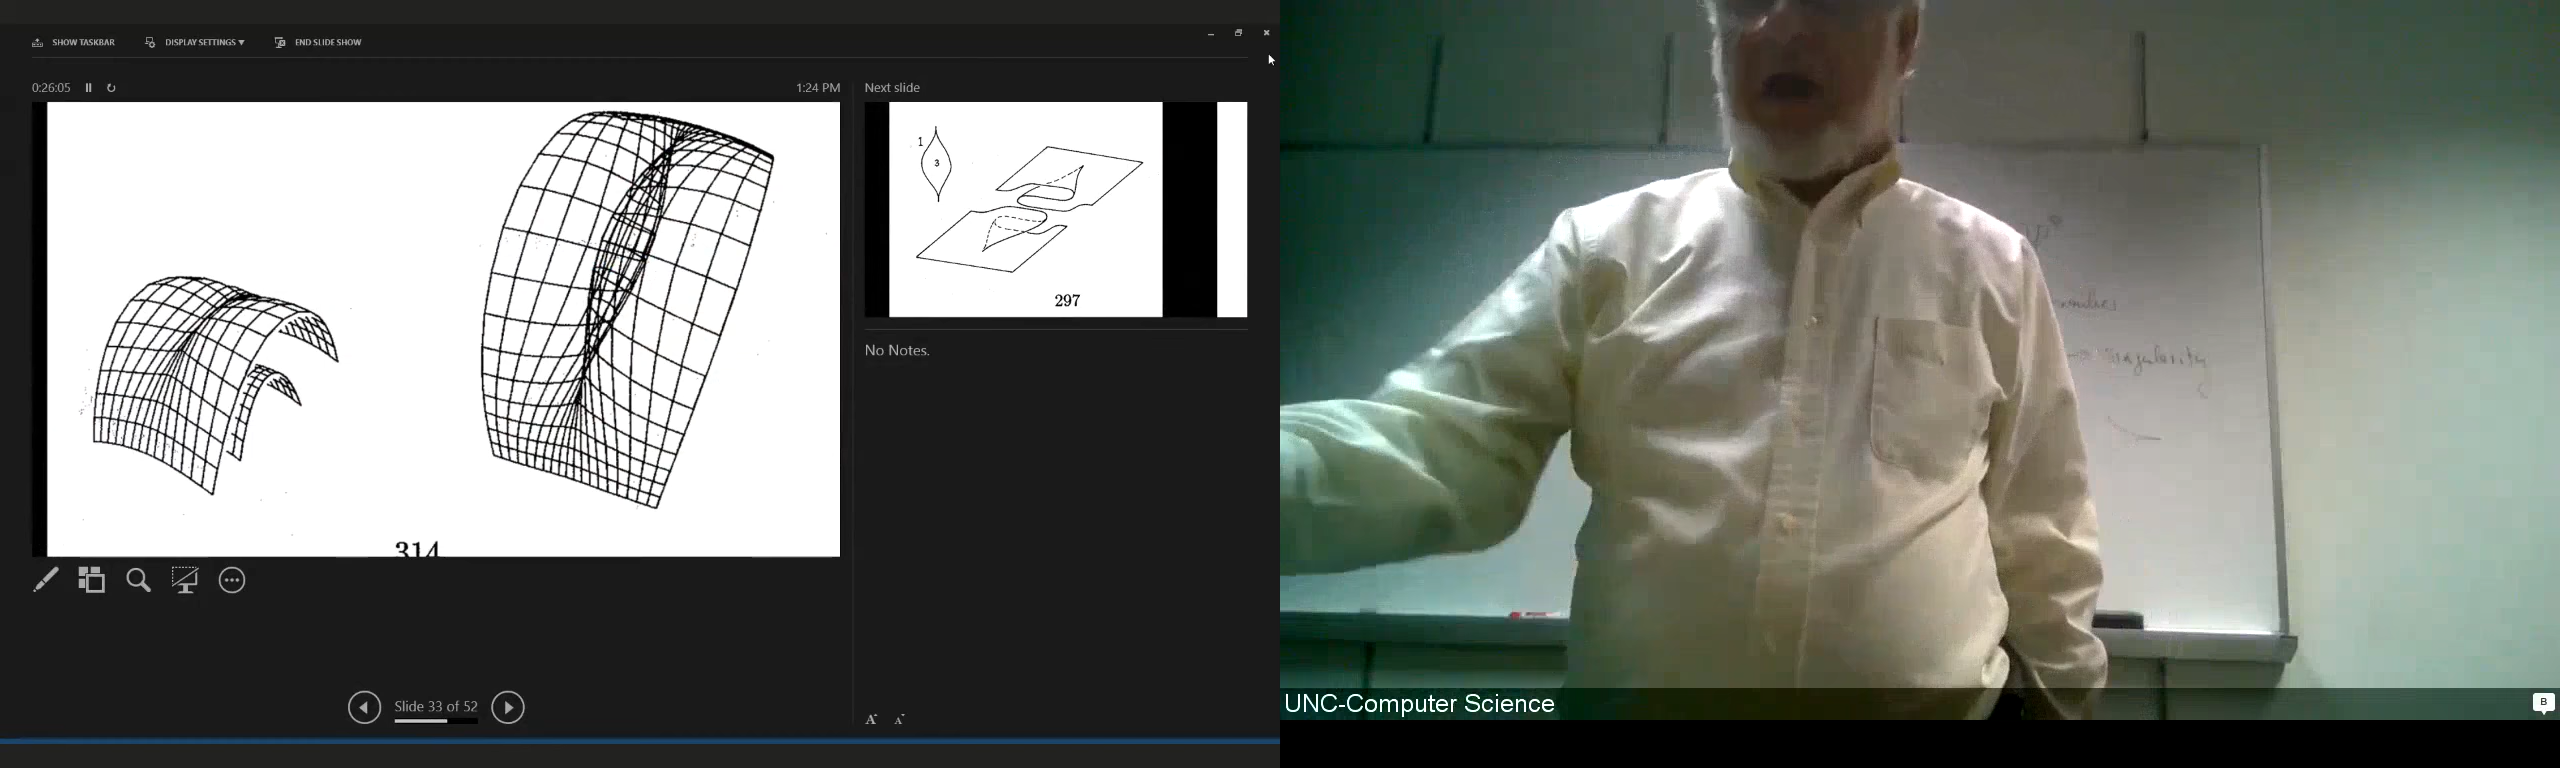 SHOW TASKBAR DISPLAY SETTINGS ▼ END SLIDE SHOW
0:26:05 1:24 PM
Next slide
314
1
3
297
No Notes.
Slide 33 of 52
A A
singularity
UNC-Computer Science
B